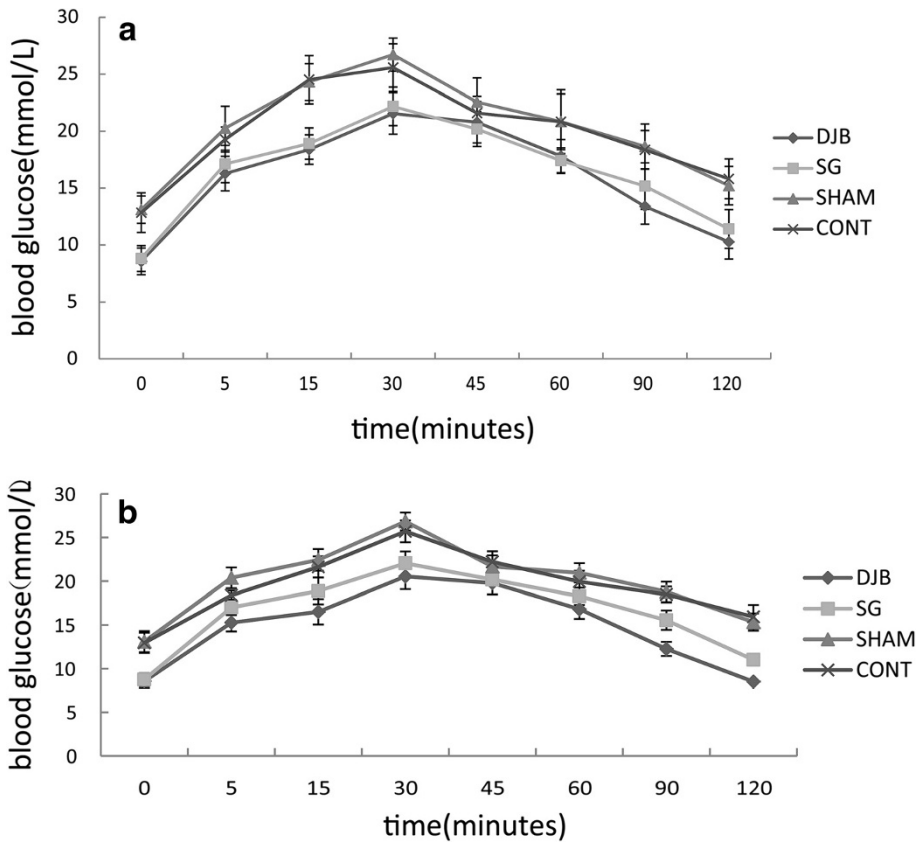 a
30
25
20
15
10
5
0
blood glucose(mmol/L)
0 5 15 30 45 60 90 120
time(minutes)
DJB
SG
SHAM
CONT
b
30
25
20
15
10
5
0
blood glucose(mmol/L)
0 5 15 30 45 60 90 120
time(minutes)
DJB
SG
SHAM
CONT